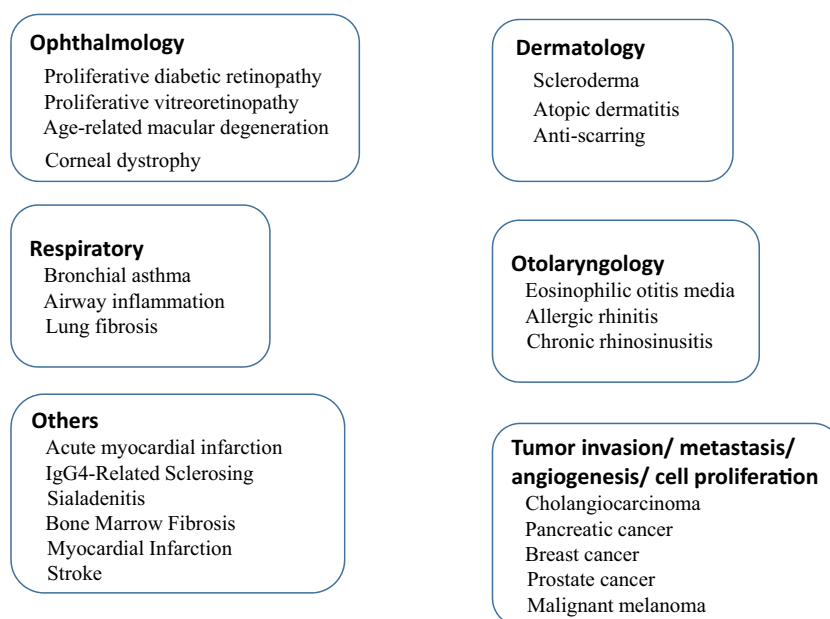 Ophthalmology
Proliferative diabetic retinopathy
Proliferative vitreoretinopathy
Age-related macular degeneration
Corneal dystrophy
Dermatology
Scleroderma
Atopic dermatitis
Anti-scarring
Respiratory
Bronchial asthma
Airway inflammation
Lung fibrosis
Otolaryngology
Eosinophilic otitis media
Allergic rhinitis
Chronic rhinosinusitis
Others
Acute myocardial infarction
IgG4-Related Sclerosing
Sialadenitis
Bone Marrow Fibrosis
Myocardial Infarction
Stroke
Tumor invasion/ metastasis/
angiogenesis/ cell proliferation
Cholangiocarcinoma
Pancreatic cancer
Breast cancer
Prostate cancer
Malignant melanoma